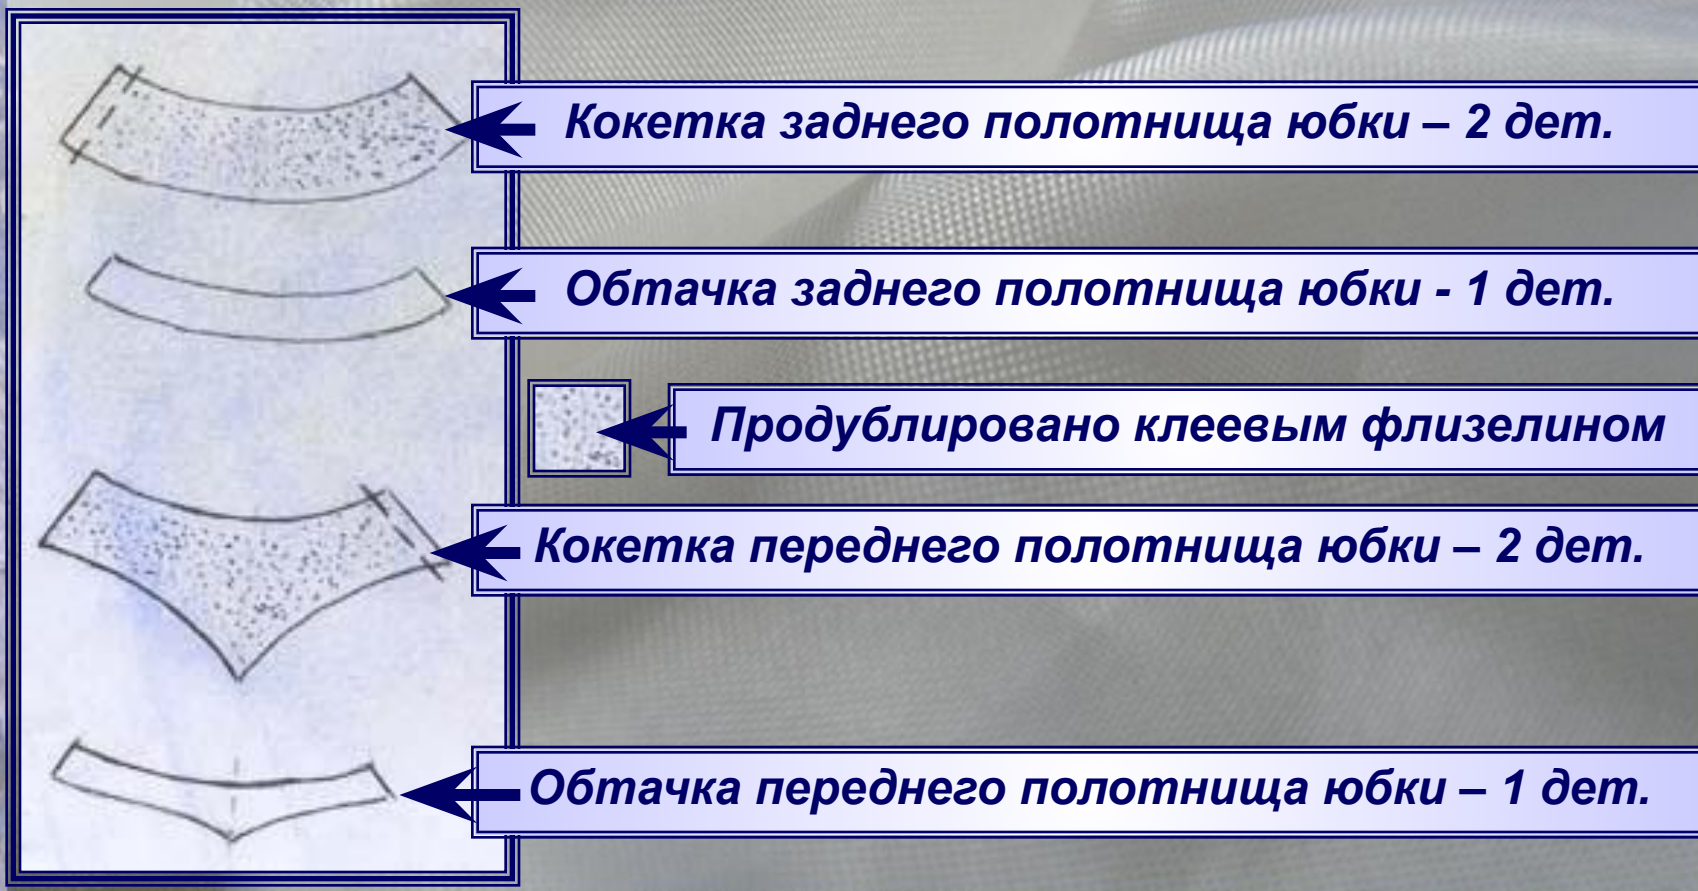 Кокетка заднего полотнища юбки – 2 дет.
Обтачка заднего полотнища юбки - 1 дет.
Продублировано клеевым флизелином
Кокетка переднего полотнища юбки – 2 дет.
Обтачка переднего полотнища юбки – 1 дет.